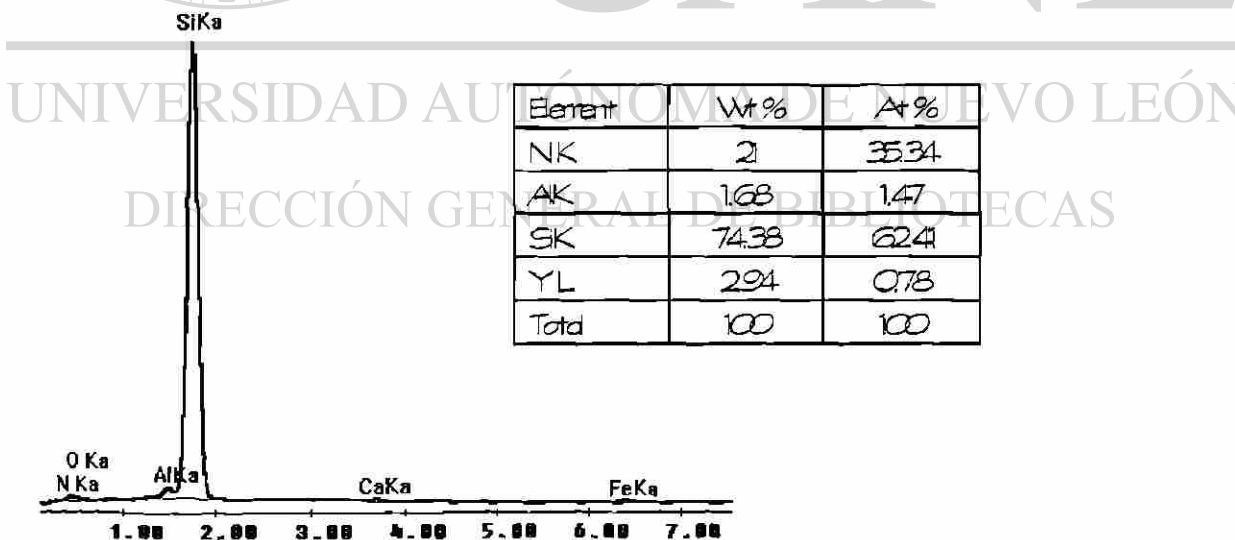 SiKa
UNIVERSIDAD AUTÓNOMA DE NUEVO LEÓN
DIRECCIÓN GENERAL DE BIBLIOTECAS
Element Wt% At%
NK 21 35.34
AlK 1.68 1.47
SiK 74.38 62.41
YL 2.94 0.78
Total 100 100
O Ka
N Ka
AlKa
CaKa
FeKa
1.00 2.00 3.00 4.00 5.00 6.00 7.00